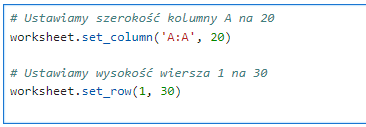 # Ustawiamy szerokość kolumny A na 20
worksheet.set_column('A:A', 20)
# Ustawiamy wysokość wiersza 1 na 30
worksheet.set_row(1, 30)